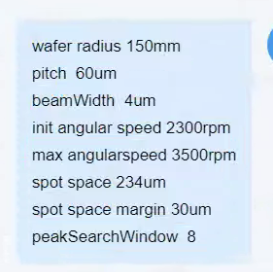 wafer radius 150mm
pitch  60um
beamWidth  4um
init angular speed 2300rpm
max angularspeed 3500rpm
spot space 234um
spot space margin 30um
peakSearchWindow  8